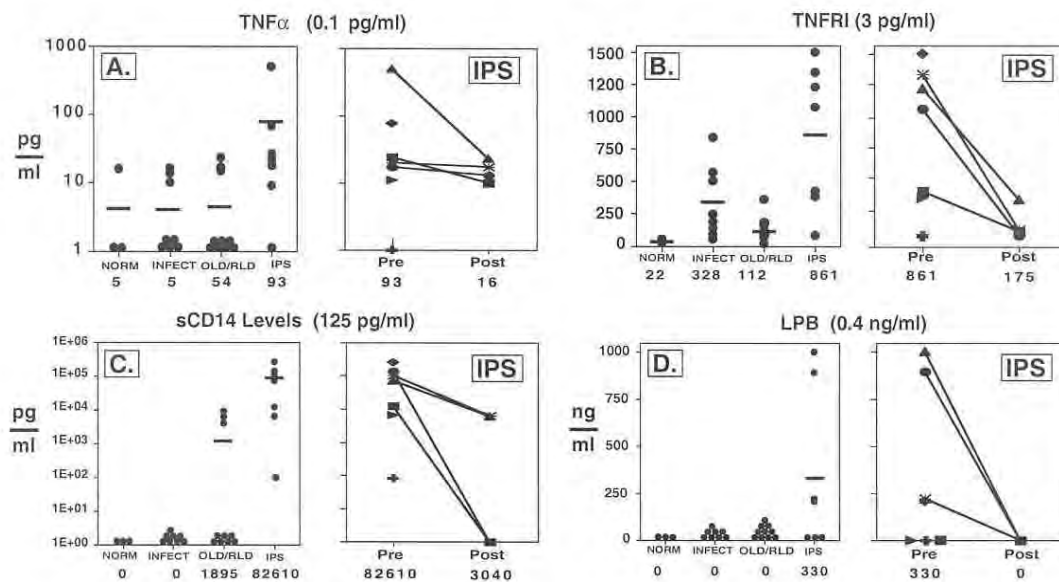 TNFα (0.1 pg/ml)
TNFRI (3 pg/ml)
A.
IPS
1000
100
10
1
pg
ml
NORM INFECT OLD/RLD IPS
5 5 54 93
Pre Post
93 16
B.
IPS
1500
1250
1000
750
500
250
0
NORM INFECT OLD/RLD IPS
22 328 112 861
Pre Post
861 175
sCD14 Levels (125 pg/ml)
LPB (0.4 ng/ml)
C.
IPS
1E+06
1E+05
1E+04
1E+03
1E+02
1E+01
1E+00
pg
ml
NORM INFECT OLD/RLD IPS
0 0 1895 82610
Pre Post
82610 3040
D.
IPS
1000
750
500
250
0
ng
ml
NORM INFECT OLD/RLD IPS
0 0 0 330
Pre Post
330 0